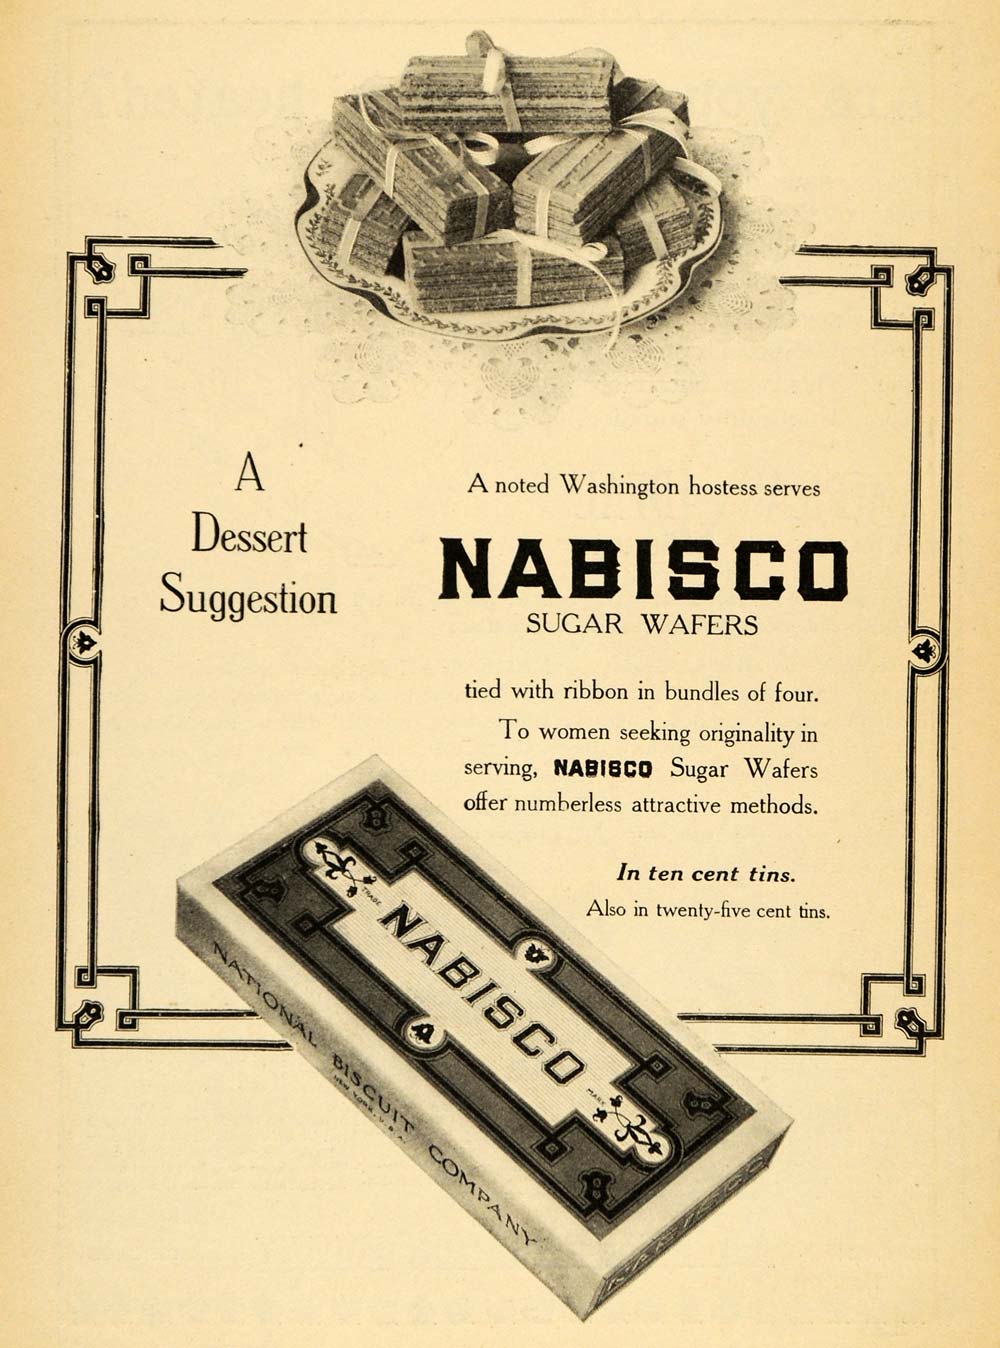 A
Dessert
Suggestion
A noted Washington hostess serves
NABISCO
SUGAR WAFERS
tied with ribbon in bundles of four.
To women seeking originality in
serving, NABISCO Sugar Wafers
offer numberless attractive methods.
In ten cent tins.
Also in twenty-five cent tins.
TRADE
NABISCO
MARK
NATIONAL BISCUIT COMPANY
NEW YORK, U.S.A.
NABISCO